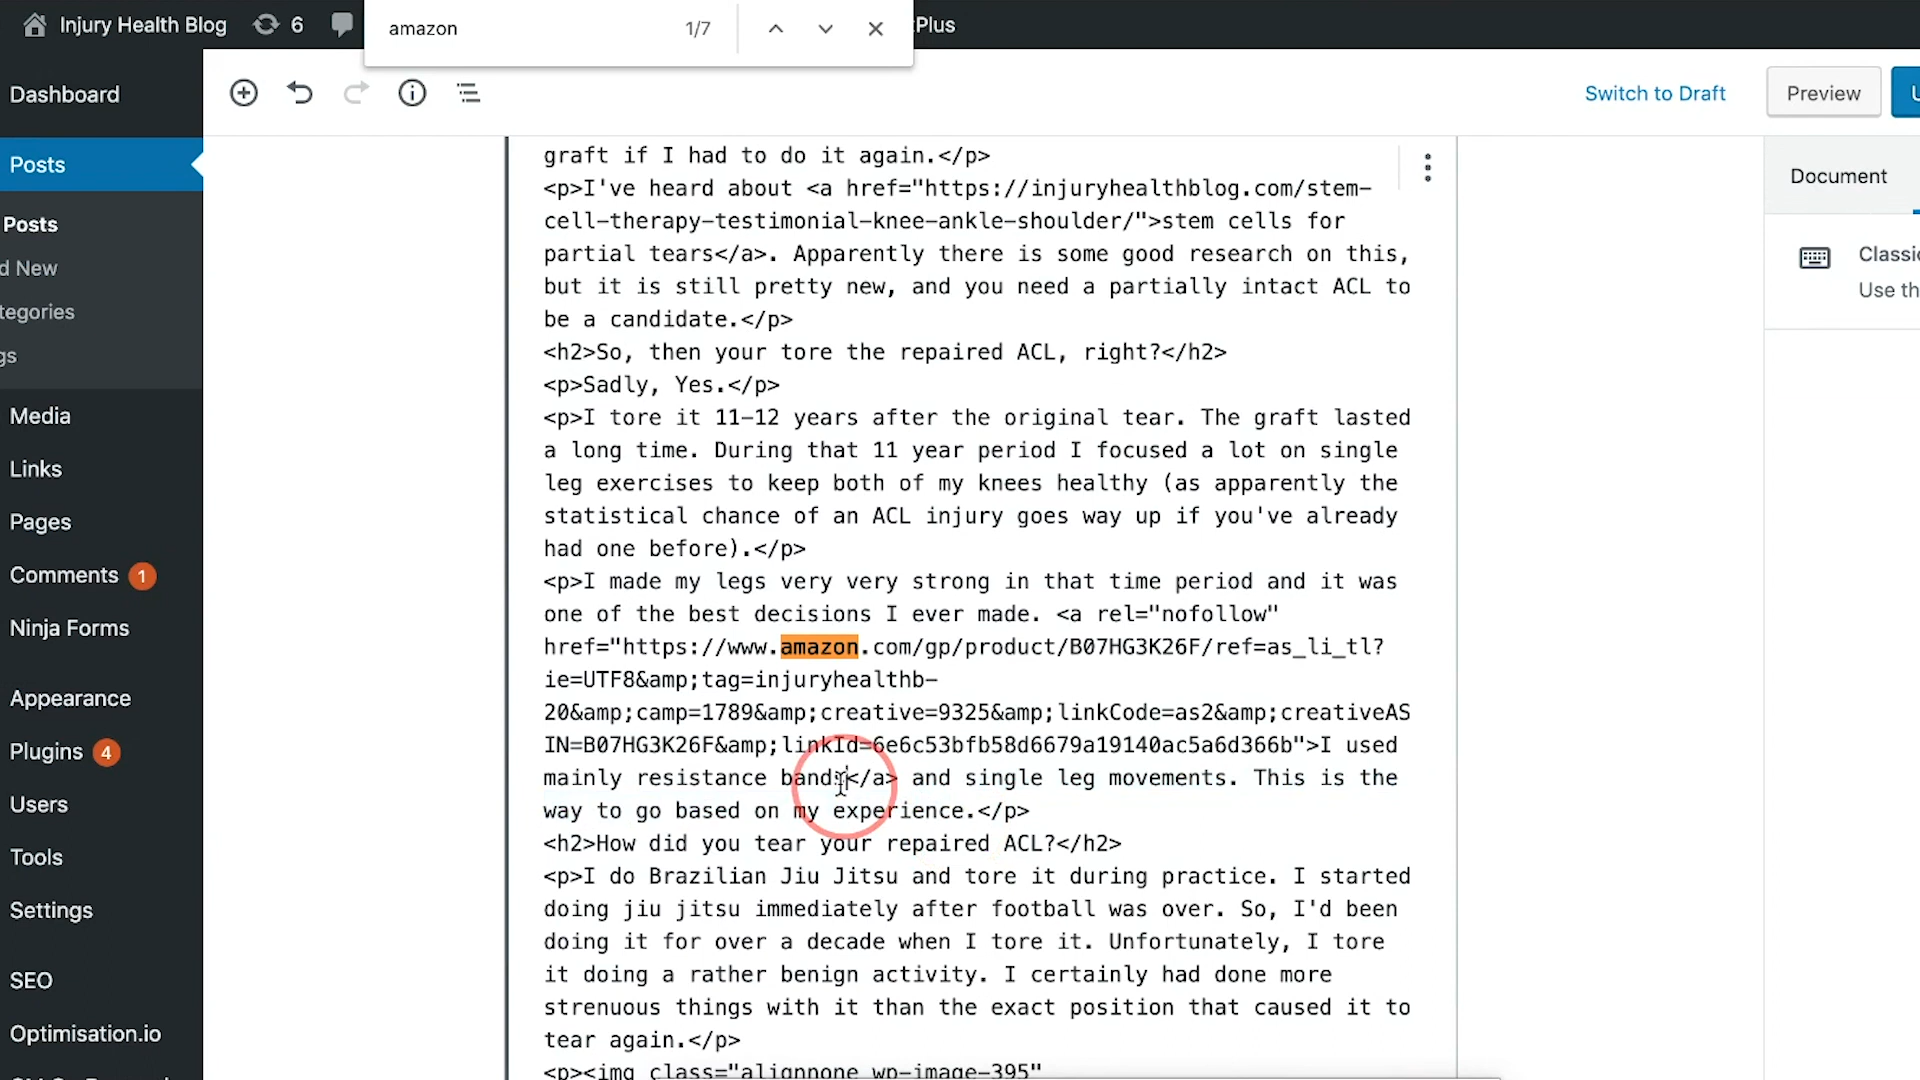 Injury Health Blog 6 amazon 1/7 Plus
Dashboard
Switch to Draft Preview
Posts
Document
Posts
d New
tegories
gs
Classic
Use th
Media
Links
Pages
Comments 1
Ninja Forms
Appearance
Plugins 4
Users
Tools
Settings
SEO
Optimisation.io
graft if I had to do it again.</p>
<p>I've heard about <a href="https://injuryhealthblog.com/stem-
cell-therapy-testimonial-knee-ankle-shoulder/">stem cells for
partial tears</a>. Apparently there is some good research on this,
but it is still pretty new, and you need a partially intact ACL to
be a candidate.</p>
<h2>So, then your tore the repaired ACL, right?</h2>
<p>Sadly, Yes.</p>
<p>I tore it 11-12 years after the original tear. The graft lasted
a long time. During that 11 year period I focused a lot on single
leg exercises to keep both of my knees healthy (as apparently the
statistical chance of an ACL injury goes way up if you've already
had one before).</p>
<p>I made my legs very very strong in that time period and it was
one of the best decisions I ever made. <a rel="nofollow"
href="https://www.amazon.com/gp/product/B07HG3K26F/ref=as_li_tl?
ie=UTF8&amp;tag=injuryhealthb-
20&amp;camp=1789&amp;creative=9325&amp;linkCode=as2&amp;creativeAS
IN=B07HG3K26F&amp;linkId=6e6c53bfb58d6679a19140ac5a6d366b">I used
mainly resistance bands</a> and single leg movements. This is the
way to go based on my experience.</p>
<h2>How did you tear your repaired ACL?</h2>
<p>I do Brazilian Jiu Jitsu and tore it during practice. I started
doing jiu jitsu immediately after football was over. So, I'd been
doing it for over a decade when I tore it. Unfortunately, I tore
it doing a rather benign activity. I certainly had done more
strenuous things with it than the exact position that caused it to
tear again.</p>
<p><img class="alignnone wp-image-395"